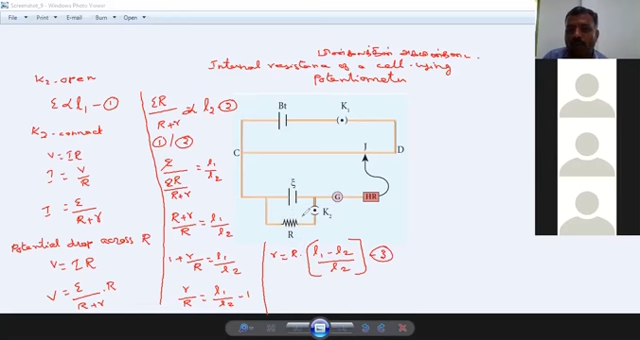 Screenshot_9 - Windows Photo Viewer
File Print E-mail Burn Open
Internal resistance of a cell using
potentiometer
K₂ - open
ξ ∝ l₁ - ①
K₂ - connect
V = IR
I = V/R
I = ξ/(R+r)
Potential drop across R
V = IR
V = ξ/(R+r) . R
ξR/(R+r) ∝ l₂ - ②
①/②
ξ/(ξR/(R+r)) = l₁/l₂
(R+r)/R = l₁/l₂
1 + r/R = l₁/l₂
r/R = l₁/l₂ - 1
Bt K₁
C J D
ξ G HR
R K₂
r = R . [(l₁ - l₂)/l₂] - ③